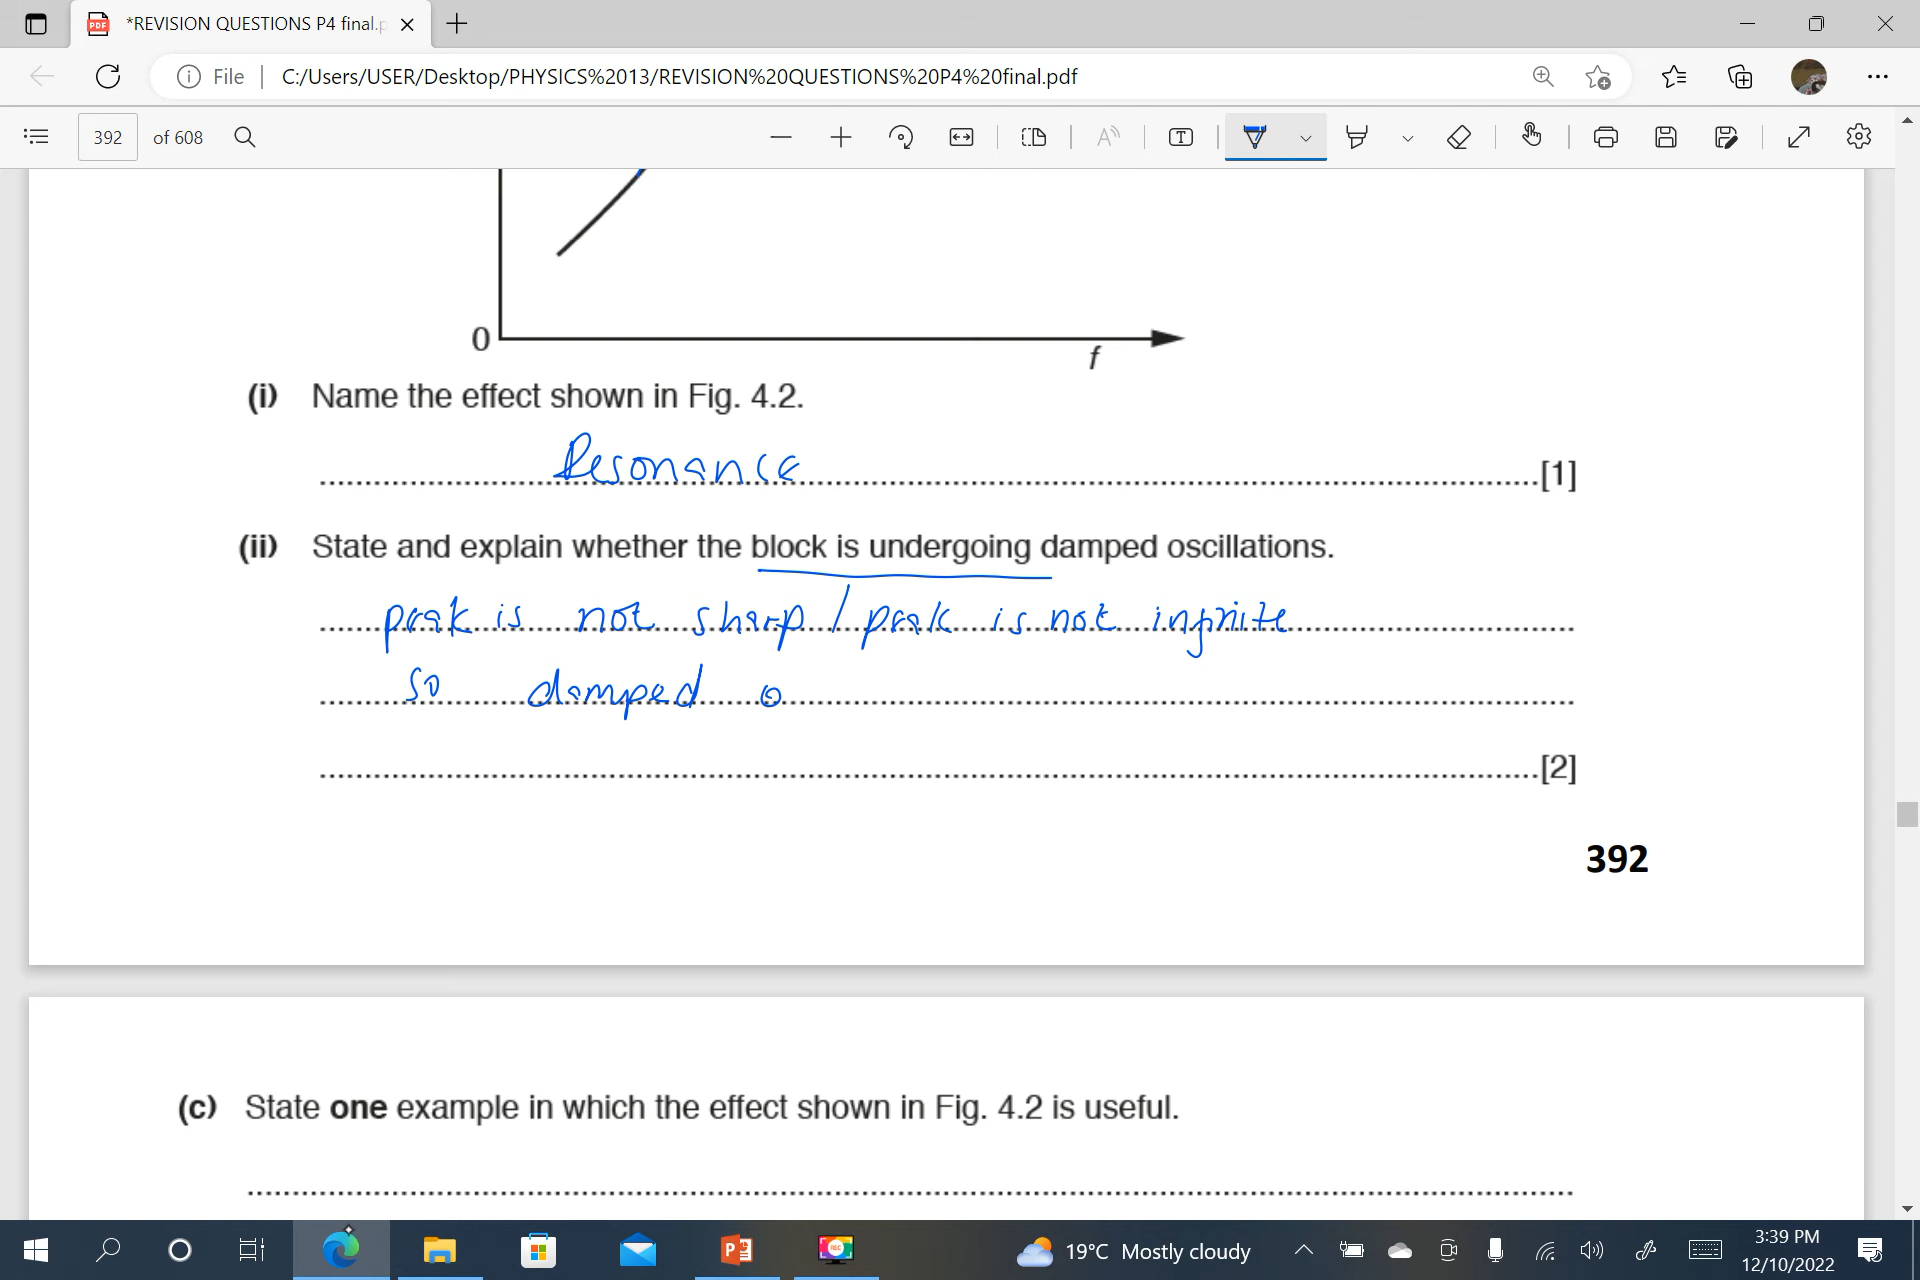 *REVISION QUESTIONS P4 final.p
File C:/Users/USER/Desktop/PHYSICS%2013/REVISION%20QUESTIONS%20P4%20final.pdf
392 of 608
0
f
(i) Name the effect shown in Fig. 4.2.
Resonance
[1]
(ii) State and explain whether the block is undergoing damped oscillations.
peak is not sharp / peak is not infinite
so damped o
[2]
392
(c) State one example in which the effect shown in Fig. 4.2 is useful.
19°C Mostly cloudy
3:39 PM
12/10/2022